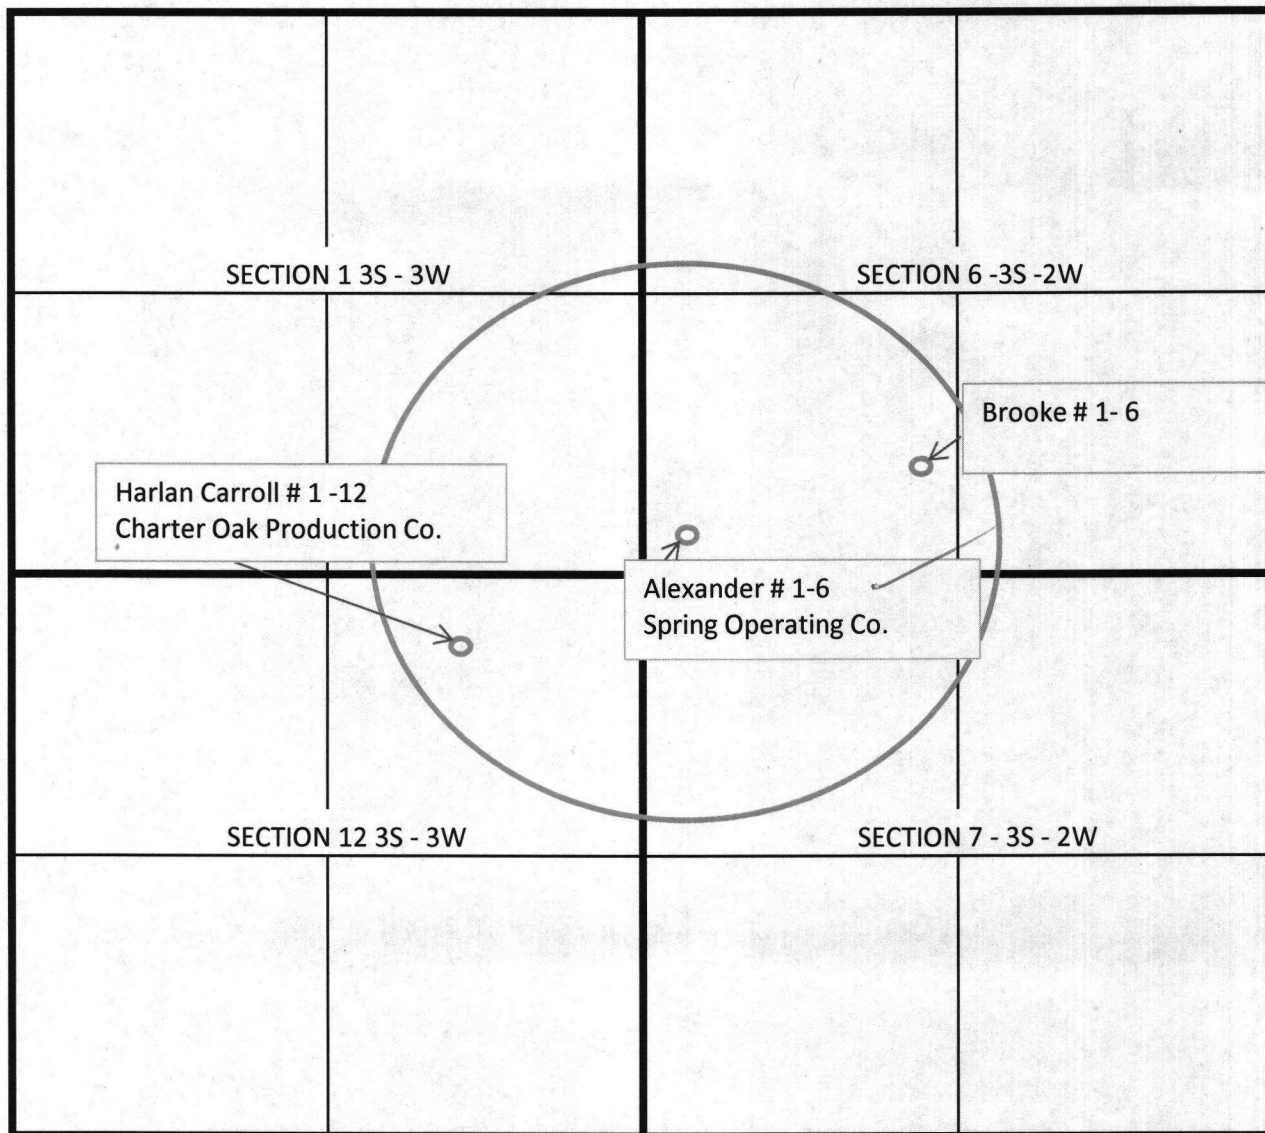 SECTION 1 3S - 3W
SECTION 6 -3S -2W
Brooke # 1- 6
Harlan Carroll # 1 -12
Charter Oak Production Co.
Alexander # 1-6
Spring Operating Co.
SECTION 12 3S - 3W
SECTION 7 - 3S - 2W